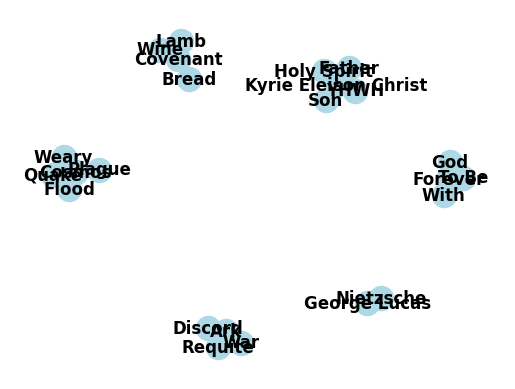 Lamb
Wine
Covenant
Bread
Father
Holy Spirit
Kyrie Eleison Christ
YHWH
Son
Weary
Plague
Quake
Cosmos
Flood
God
To Be
Forever
With
Nietzsche
George Lucas
Discord
Ark
War
Requite